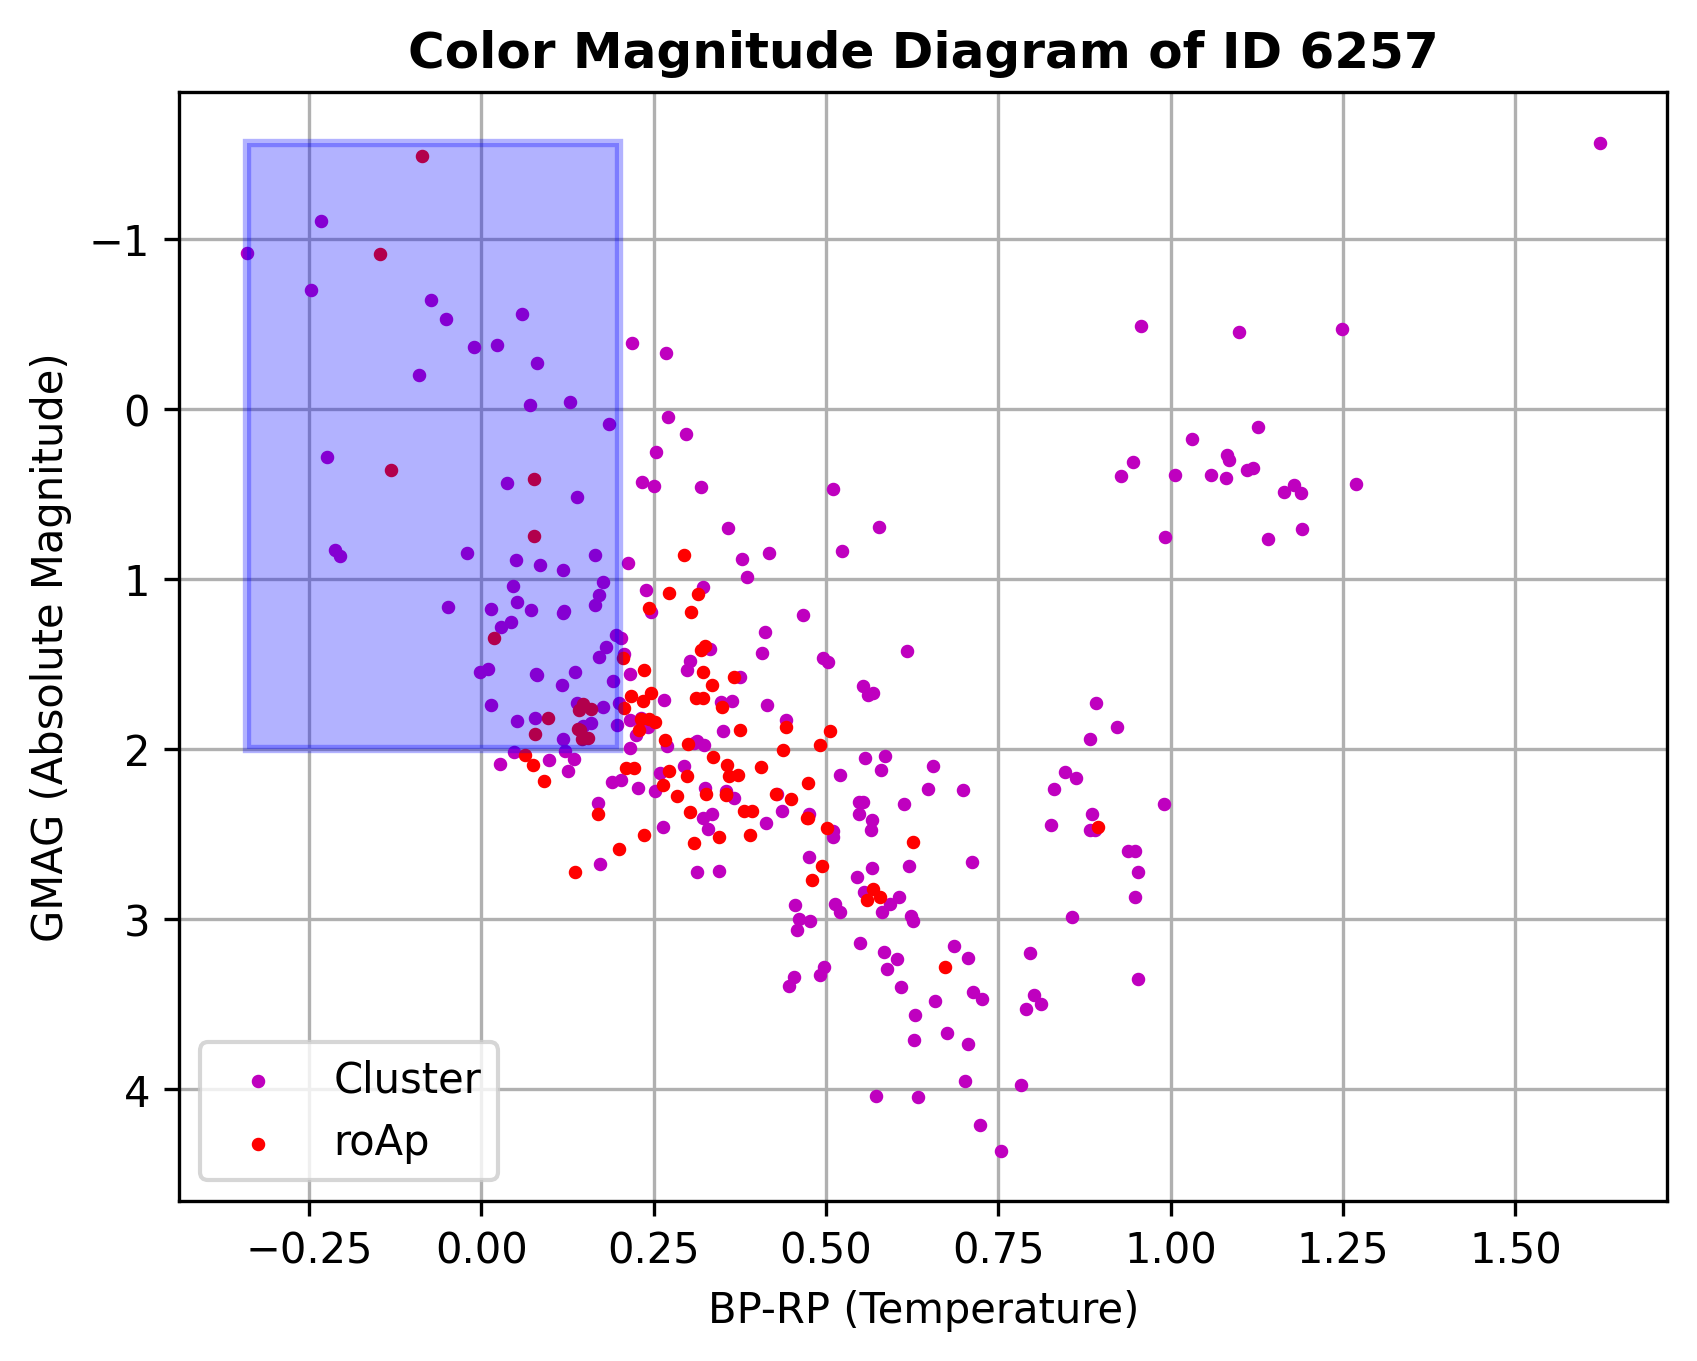 Color Magnitude Diagram of ID 6257
GMAG (Absolute Magnitude)
−1
0
1
2
3
4
Cluster
roAp
−0.25 0.00 0.25 0.50 0.75 1.00 1.25 1.50
BP-RP (Temperature)